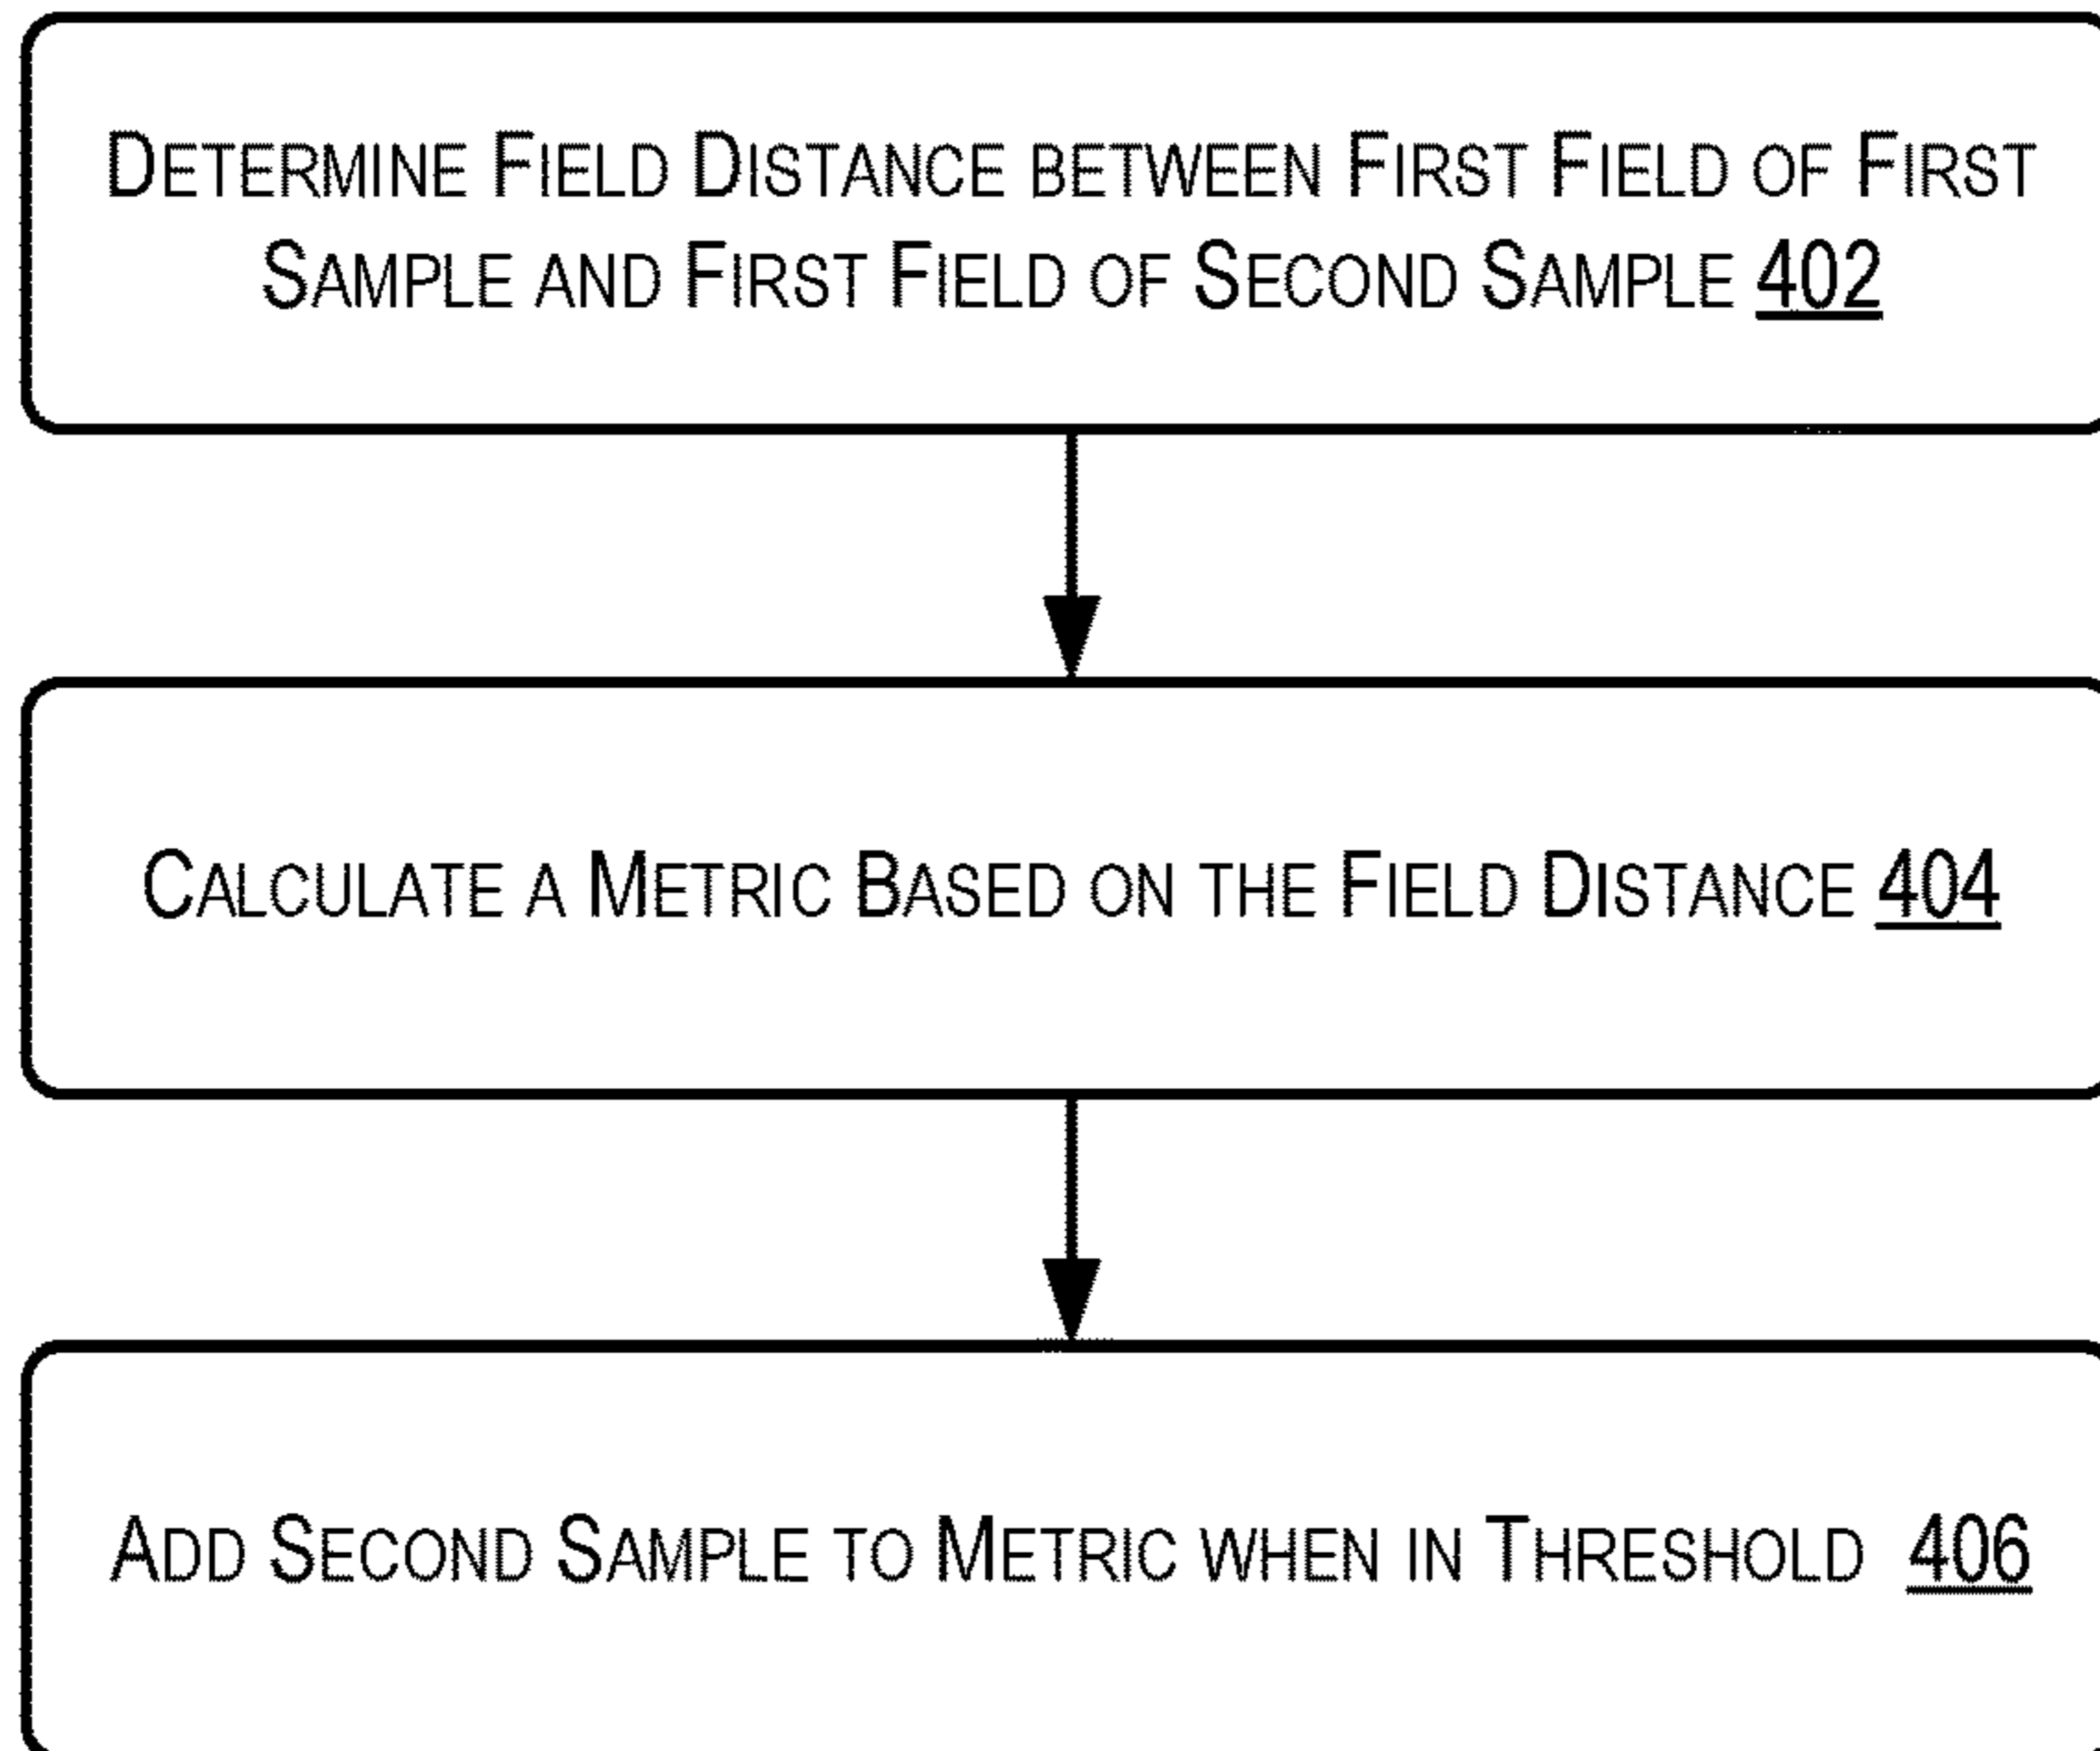 DETERMINE FIELD DISTANCE BETWEEN FIRST FIELD OF FIRST
SAMPLE AND FIRST FIELD OF SECOND SAMPLE 402
CALCULATE A METRIC BASED ON THE FIELD DISTANCE 404
ADD SECOND SAMPLE TO METRIC WHEN IN THRESHOLD 406